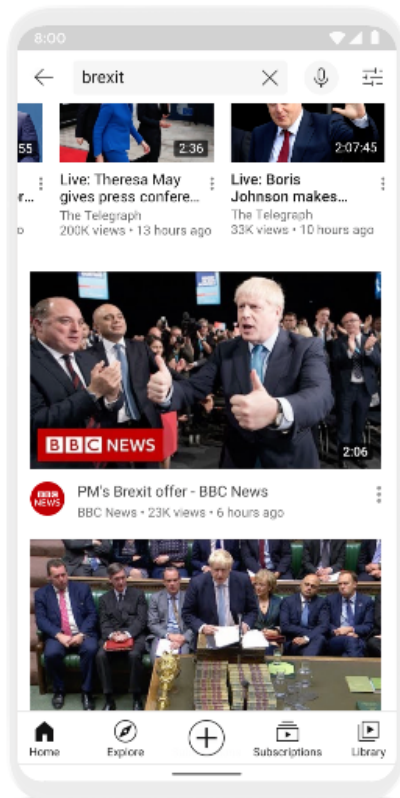 8:00
brexit
55
2:36
2:07:45
r...
Live: Theresa May
gives press confere...
The Telegraph
200K views • 13 hours ago
Live: Boris
Johnson makes...
The Telegraph
33K views • 10 hours ago
BBC NEWS
2:06
BBC
NEWS
PM's Brexit offer - BBC News
BBC News • 23K views • 6 hours ago
Home
Explore
Subscriptions
Library